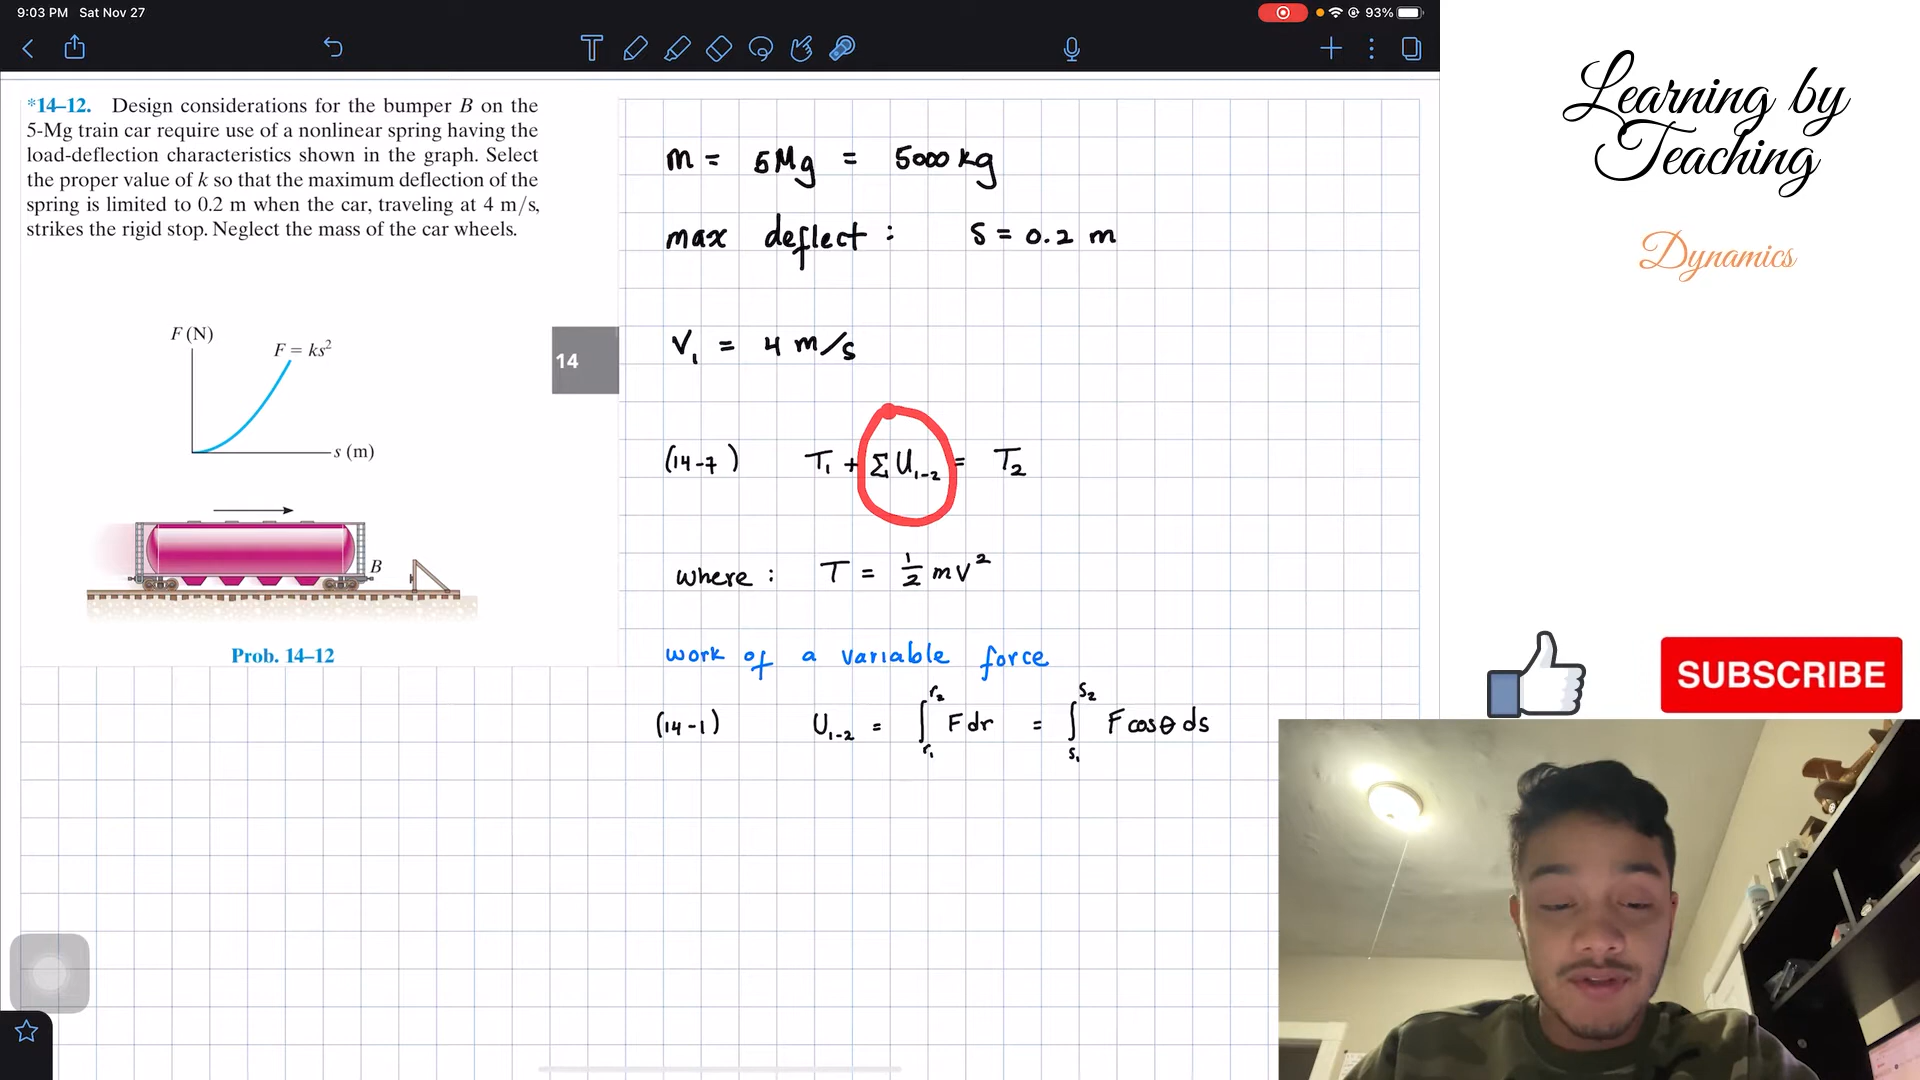 9:03 PM Sat Nov 27
93%
*14–12. Design considerations for the bumper B on the
5-Mg train car require use of a nonlinear spring having the
load-deflection characteristics shown in the graph. Select
the proper value of k so that the maximum deflection of the
spring is limited to 0.2 m when the car, traveling at 4 m/s,
strikes the rigid stop. Neglect the mass of the car wheels.
F (N)
F = ks²
s (m)
B
Prob. 14–12
14
m = 5Mg = 5000 kg
max deflect : S = 0.2 m
V₁ = 4 m/s
(14-7) T₁ + ΣU₁₋₂ = T₂
where : T = ½ mv²
work of a variable force
(14-1) U₁₋₂ = ∫r₁r₂ F dr = ∫s₁s₂ F cosθ ds
Learning by
Teaching
Dynamics
SUBSCRIBE